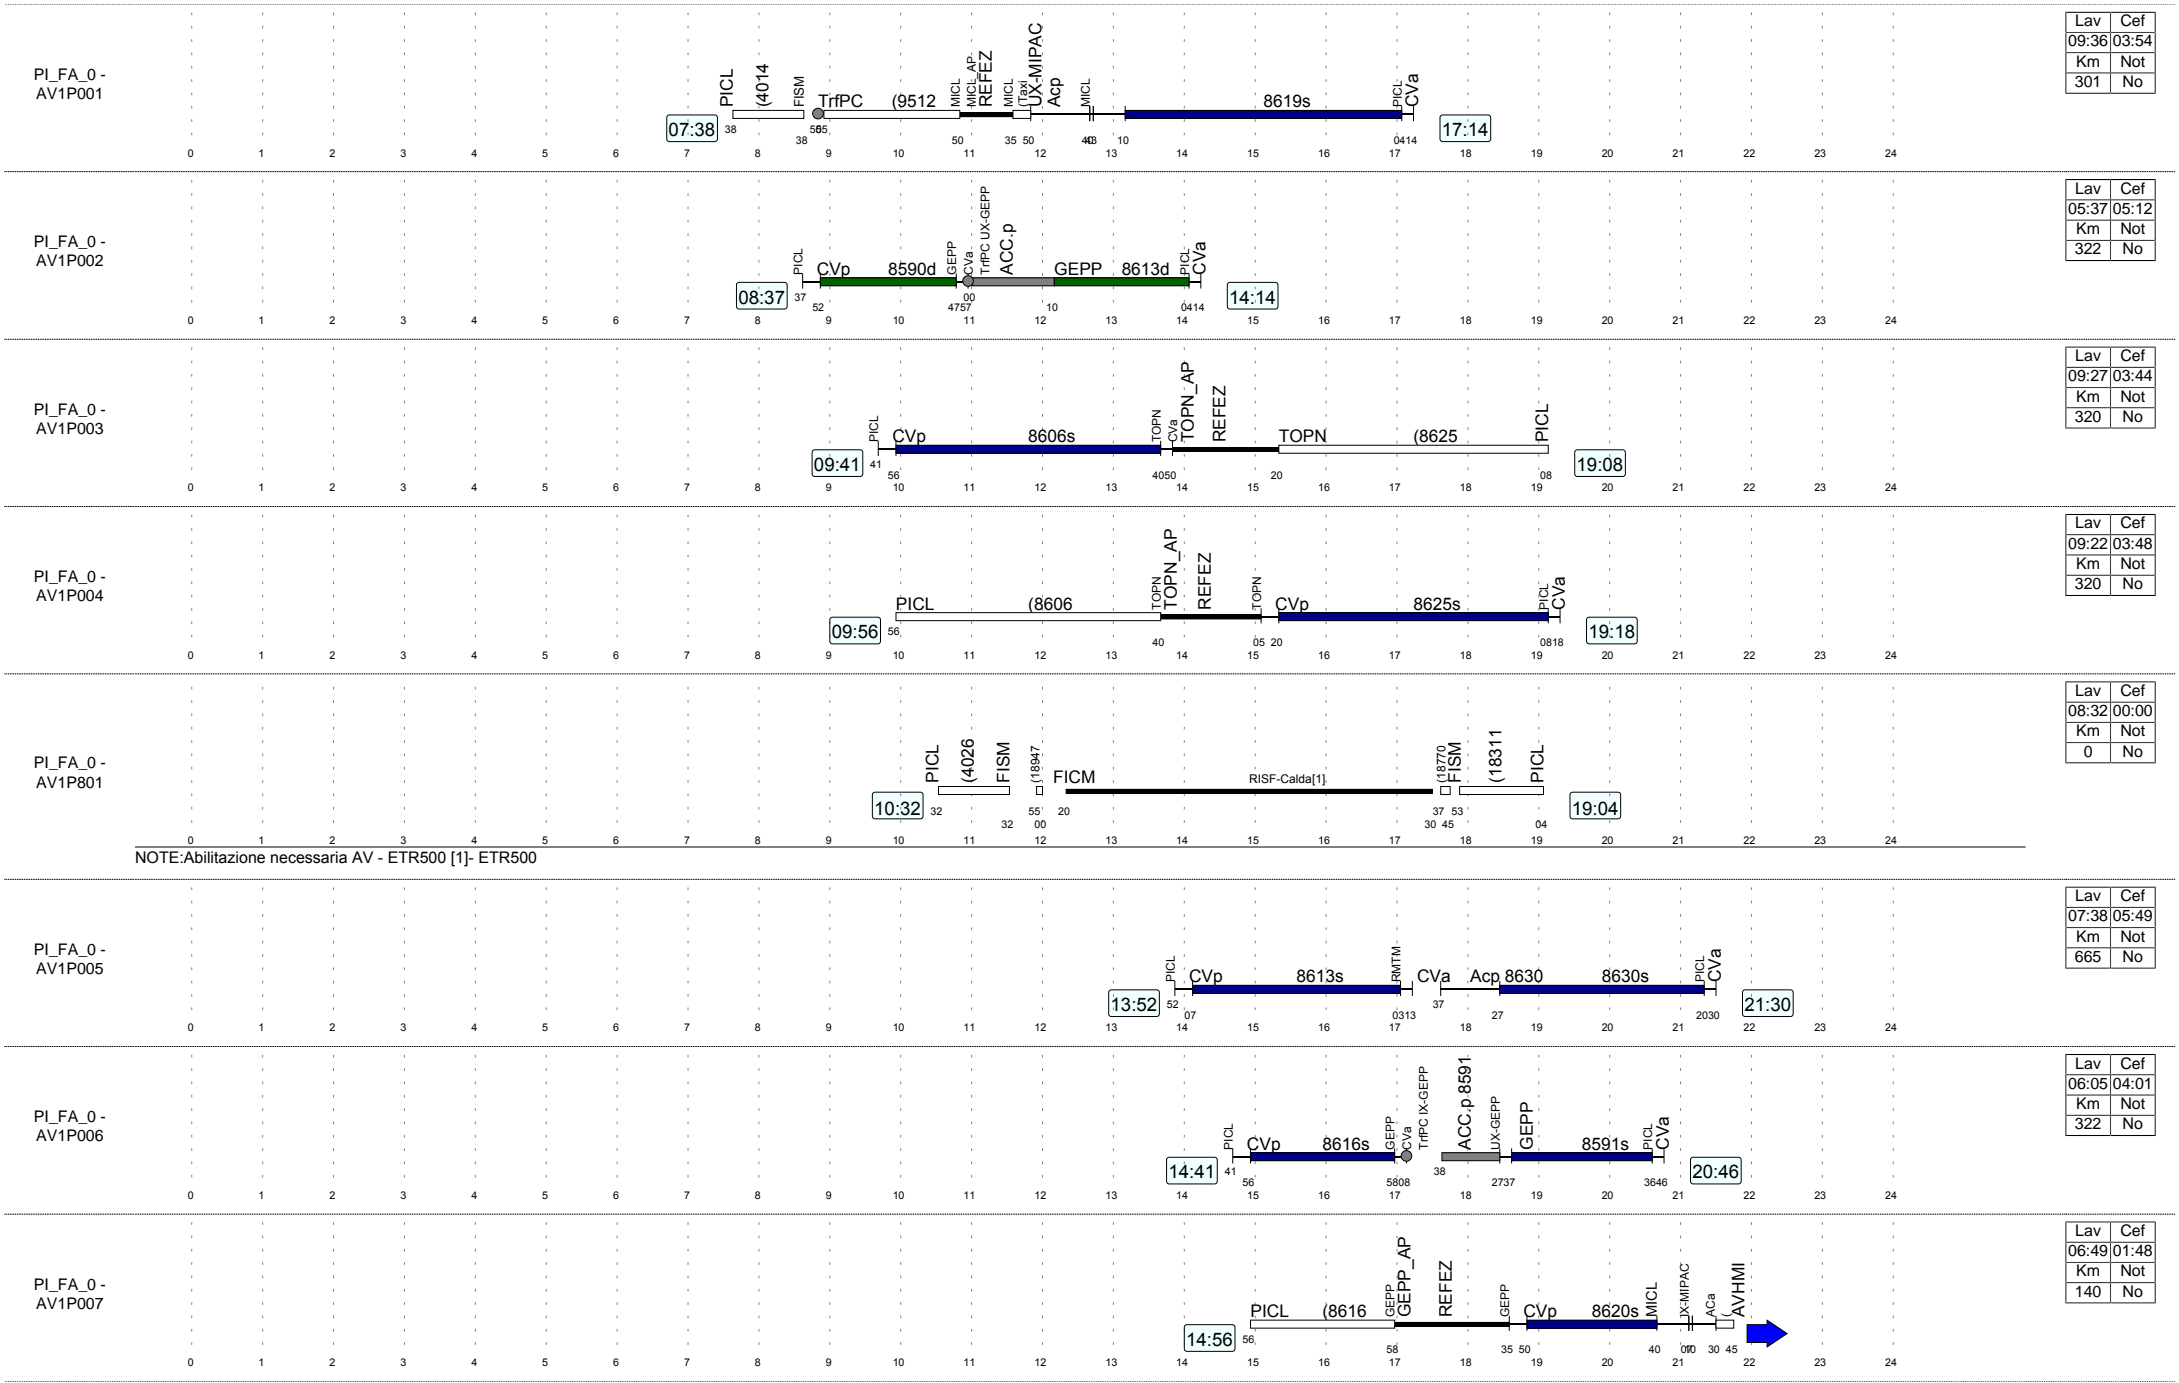 Lav Cef
09:36 03:54
Km Not
301 No
PI_FA_0 -
AV1P001
PICL (4014 FISM TrfPC (9512 MICL MICL_AP REFEZ MICL (Taxi UX-MIPAC Acp MICL 8619s PICL CVa
07:38 38 38 50 35 50 10 0414 17:14
0 1 2 3 4 5 6 7 8 9 10 11 12 13 14 15 16 17 18 19 20 21 22 23 24
Lav Cef
05:37 05:12
Km Not
322 No
PI_FA_0 -
AV1P002
PICL CVp 8590d GEPP CVa TrfPC UX-GEPP ACC.p GEPP 8613d PICL CVa
08:37 37 52 4757 00 10 0414 14:14
0 1 2 3 4 5 6 7 8 9 10 11 12 13 14 15 16 17 18 19 20 21 22 23 24
Lav Cef
09:27 03:44
Km Not
320 No
PI_FA_0 -
AV1P003
PICL CVp 8606s TOPN CVa TOPN_AP REFEZ TOPN (8625 PICL
09:41 41 56 4050 20 08 19:08
0 1 2 3 4 5 6 7 8 9 10 11 12 13 14 15 16 17 18 19 20 21 22 23 24
Lav Cef
09:22 03:48
Km Not
320 No
PI_FA_0 -
AV1P004
PICL (8606 TOPN TOPN_AP REFEZ TOPN CVp 8625s PICL CVa
09:56 56 40 05 20 0818 19:18
0 1 2 3 4 5 6 7 8 9 10 11 12 13 14 15 16 17 18 19 20 21 22 23 24
Lav Cef
08:32 00:00
Km Not
0 No
PI_FA_0 -
AV1P801
PICL (4026 FISM (18947 FICM RISF-Calda[1] (18770 FISM (18311 PICL
10:32 32 32 55 00 20 30 37 45 53 04 19:04
0 1 2 3 4 5 6 7 8 9 10 11 12 13 14 15 16 17 18 19 20 21 22 23 24
NOTE:Abilitazione necessaria AV - ETR500 [1]- ETR500
Lav Cef
07:38 05:49
Km Not
665 No
PI_FA_0 -
AV1P005
PICL CVp 8613s RMTM CVa Acp 8630 8630s PICL CVa
13:52 52 07 0313 37 27 2030 21:30
0 1 2 3 4 5 6 7 8 9 10 11 12 13 14 15 16 17 18 19 20 21 22 23 24
Lav Cef
06:05 04:01
Km Not
322 No
PI_FA_0 -
AV1P006
PICL CVp 8616s GEPP CVa TrfPC IX-GEPP ACC.p 8591 UX-GEPP GEPP 8591s PICL CVa
14:41 41 56 5808 38 2737 3646 20:46
0 1 2 3 4 5 6 7 8 9 10 11 12 13 14 15 16 17 18 19 20 21 22 23 24
Lav Cef
06:49 01:48
Km Not
140 No
PI_FA_0 -
AV1P007
PICL (8616 GEPP GEPP_AP REFEZ GEPP CVp 8620s MICL ACa AVHMI
14:56 56 58 35 50 40 30 45
0 1 2 3 4 5 6 7 8 9 10 11 12 13 14 15 16 17 18 19 20 21 22 23 24